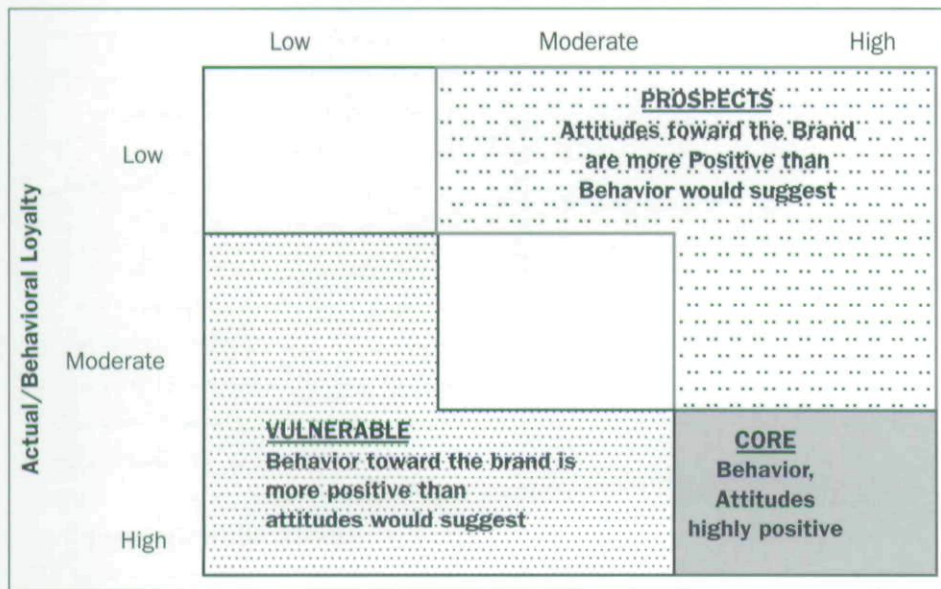 Low Moderate High
PROSPECTS
Attitudes toward the Brand
are more Positive than
Behavior would suggest
Low
Actual/Behavioral Loyalty
Moderate
VULNERABLE
Behavior toward the brand is
more positive than
attitudes would suggest
CORE
Behavior,
Attitudes
highly positive
High